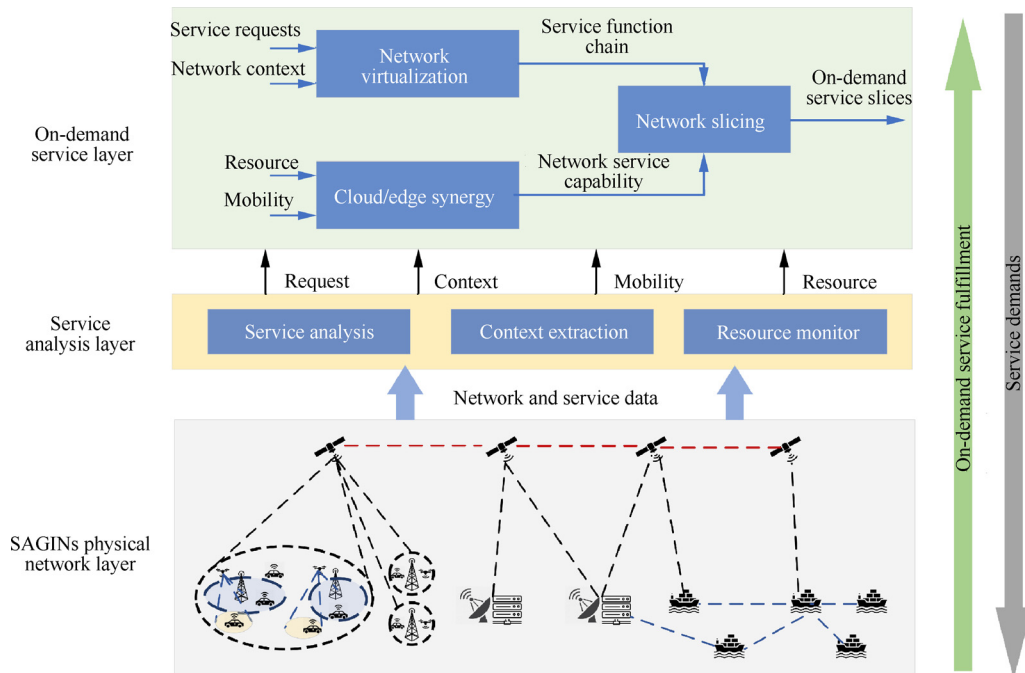 Service requests
Network context
Network
virtualization
Service function
chain
On-demand
service slices
Network slicing
On-demand
service layer
Resource
Mobility
Cloud/edge synergy
Network service
capability
Request
Context
Mobility
Resource
Service
analysis layer
Service analysis
Context extraction
Resource monitor
Network and service data
SAGINs physical
network layer
On-demand service fulfillment
Service demands